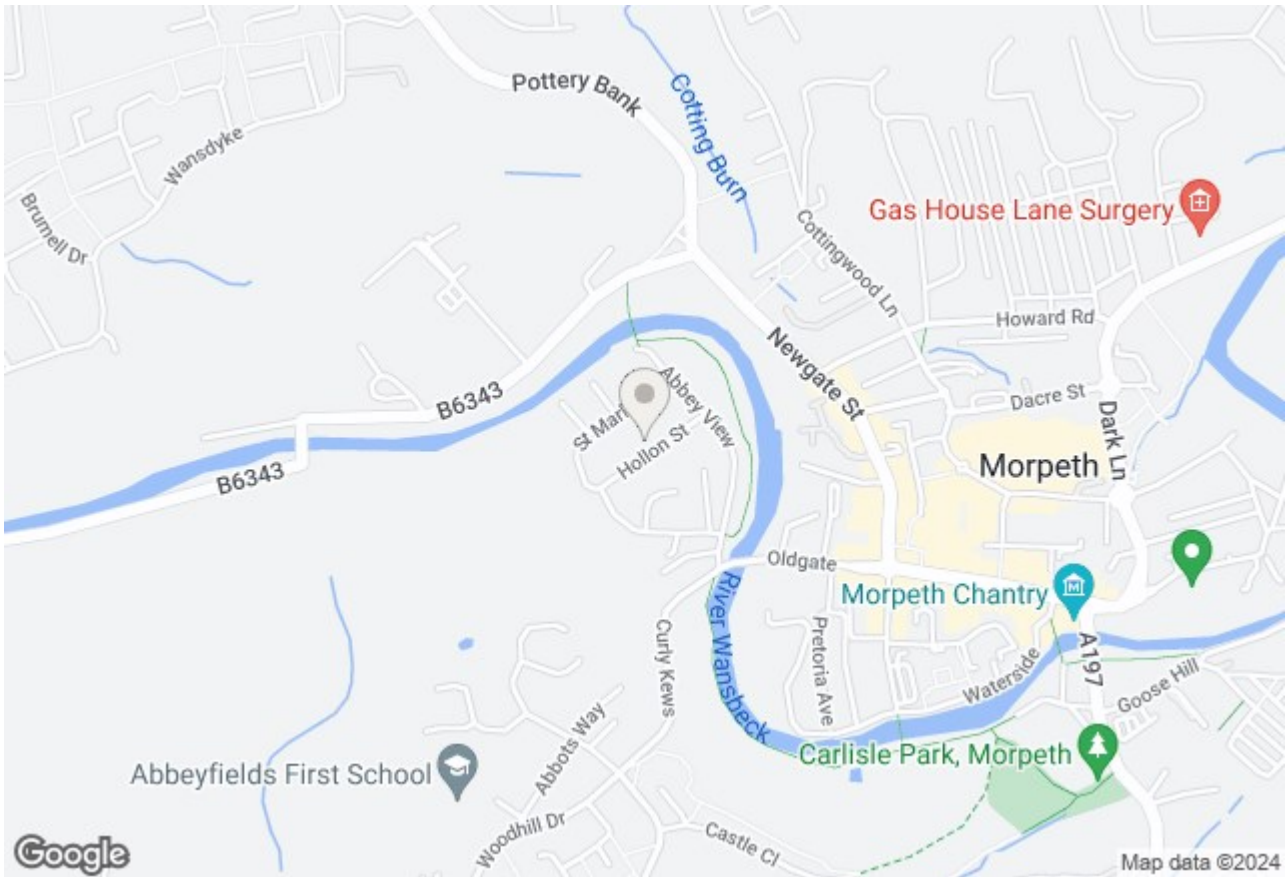 Pottery Bank
Cotting Burn
Wansdyke
Brumell Dr
Gas House Lane Surgery
Cottingwood Ln
Howard Rd
Newgate St
Abbey View
Dacre St
Dark Ln
B6343
St Mar
Hollon St
Morpeth
B6343
Oldgate
Morpeth Chantry
River Wansbeck
Curly Kews
Pretoria Ave
Waterside
A197
Goose Hill
Abbots Way
Carlisle Park, Morpeth
Abbeyfields First School
Woodhill Dr
Castle Cl
Google
Map data ©2024